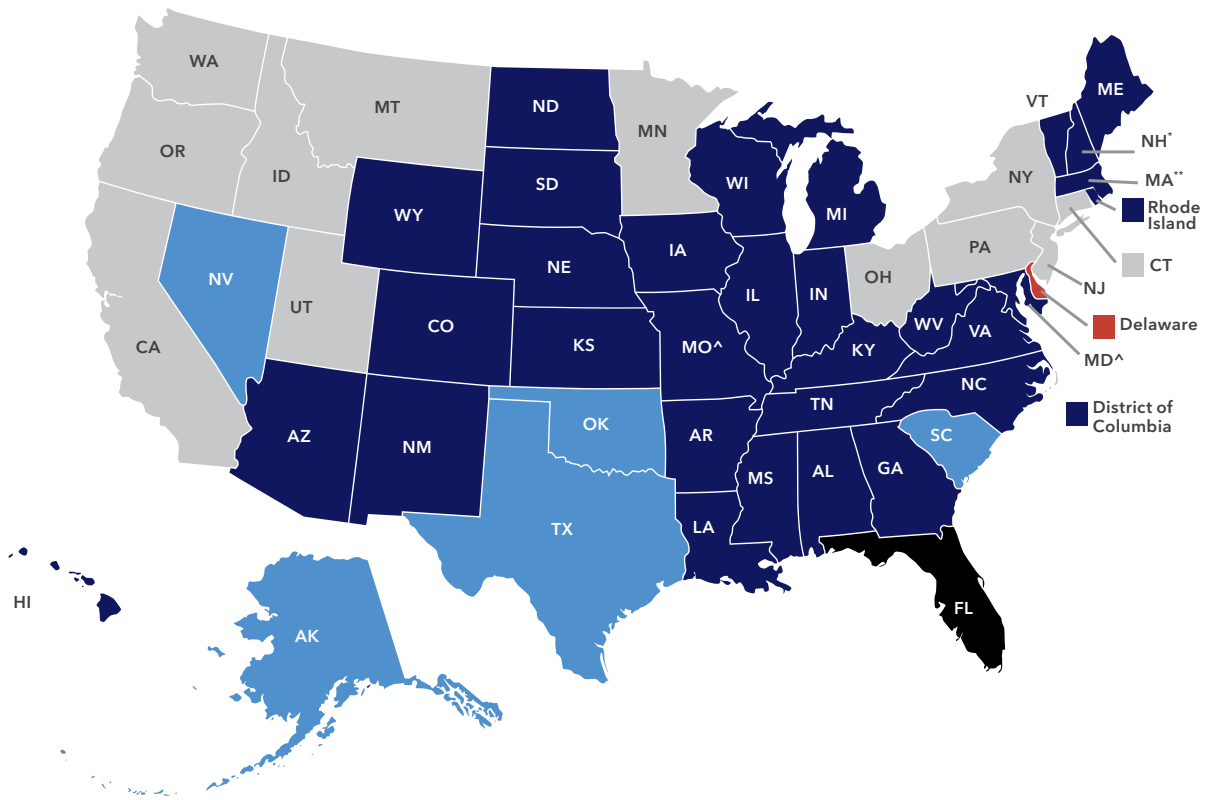 WA
MT
ND
MN
ME
VT
OR
ID
SD
WI
MI
NH*
NY
MA**
WY
Rhode
Island
NV
NE
IA
PA
CT
UT
CO
IL
IN
OH
NJ
CA
KS
MO^
KY
WV
VA
Delaware
MD^
AZ
NM
OK
AR
TN
NC
District of
Columbia
SC
TX
LA
MS
AL
GA
HI
AK
FL